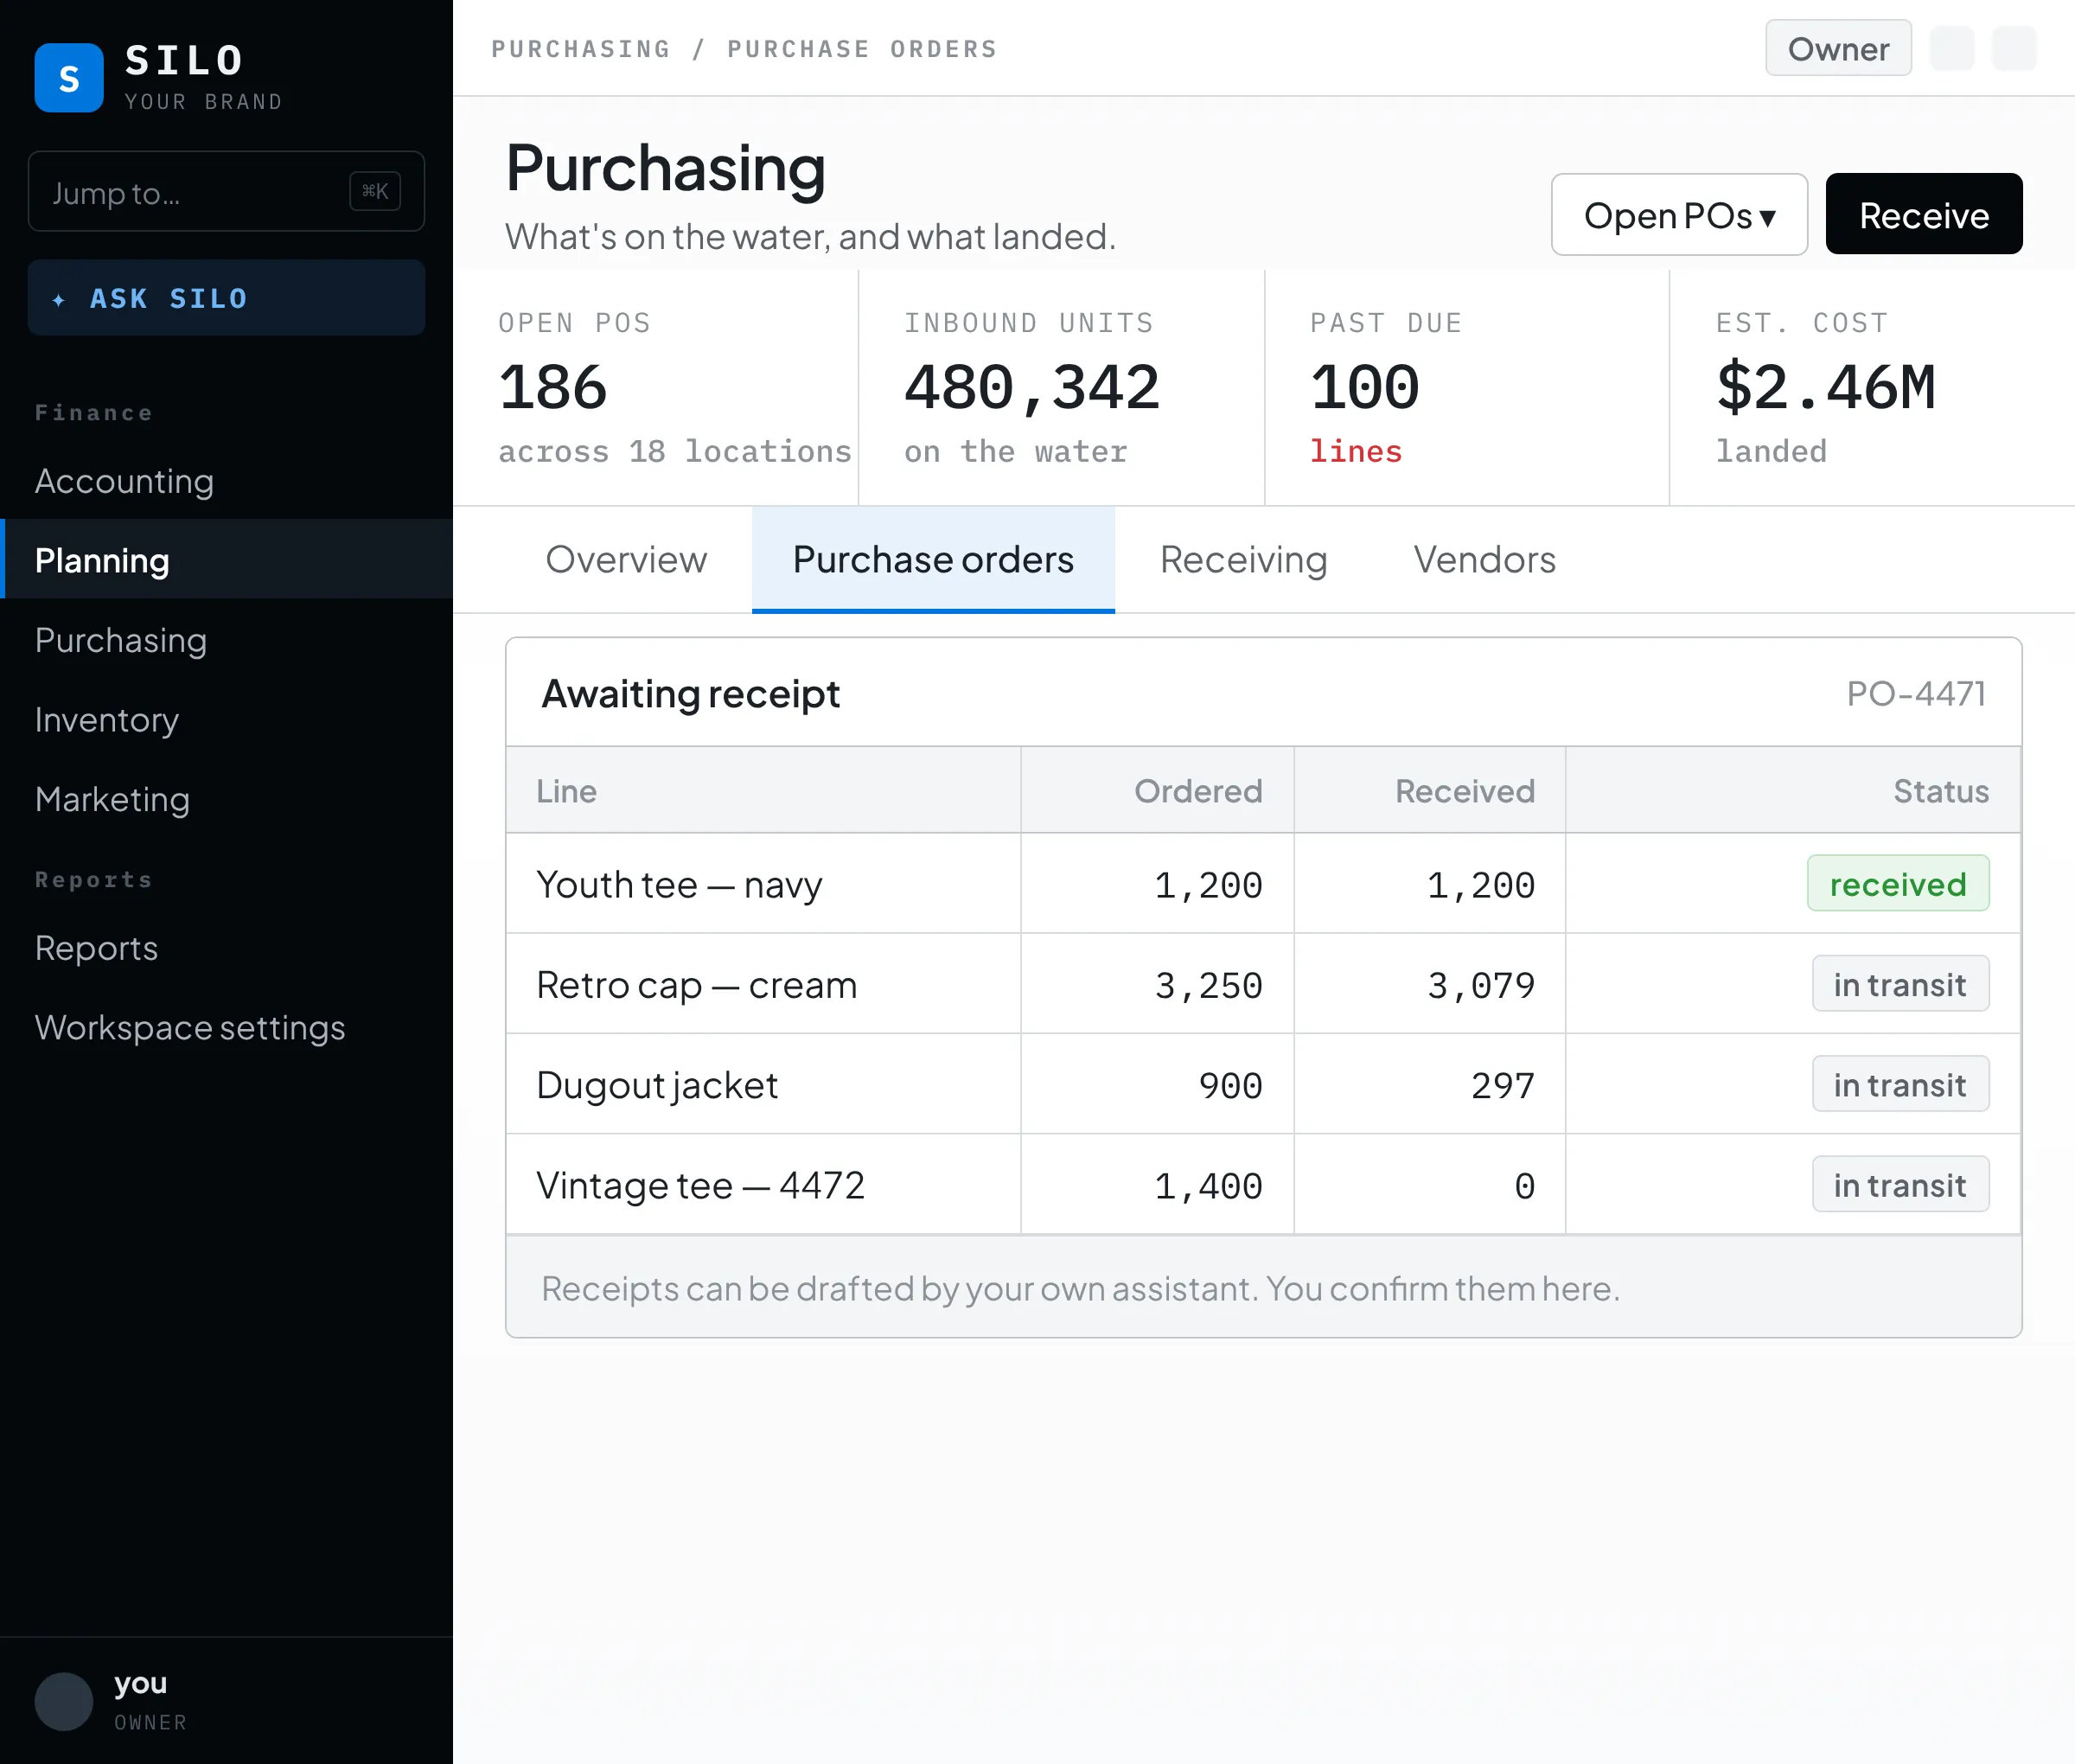 S
SILO
YOUR BRAND
Jump to…
⌘K
✦ ASK SILO
Finance
Accounting
Planning
Purchasing
Inventory
Marketing
Reports
Reports
Workspace settings
you
OWNER
PURCHASING / PURCHASE ORDERS
Owner
Purchasing
What's on the water, and what landed.
Open POs ▾
Receive
OPEN POS
186
across 18 locations
INBOUND UNITS
480,342
on the water
PAST DUE
100
lines
EST. COST
$2.46M
landed
Overview Purchase orders Receiving Vendors
Awaiting receipt PO-4471
Line Ordered Received Status
Youth tee — navy 1,200 1,200 received
Retro cap — cream 3,250 3,079 in transit
Dugout jacket 900 297 in transit
Vintage tee — 4472 1,400 0 in transit
Receipts can be drafted by your own assistant. You confirm them here.